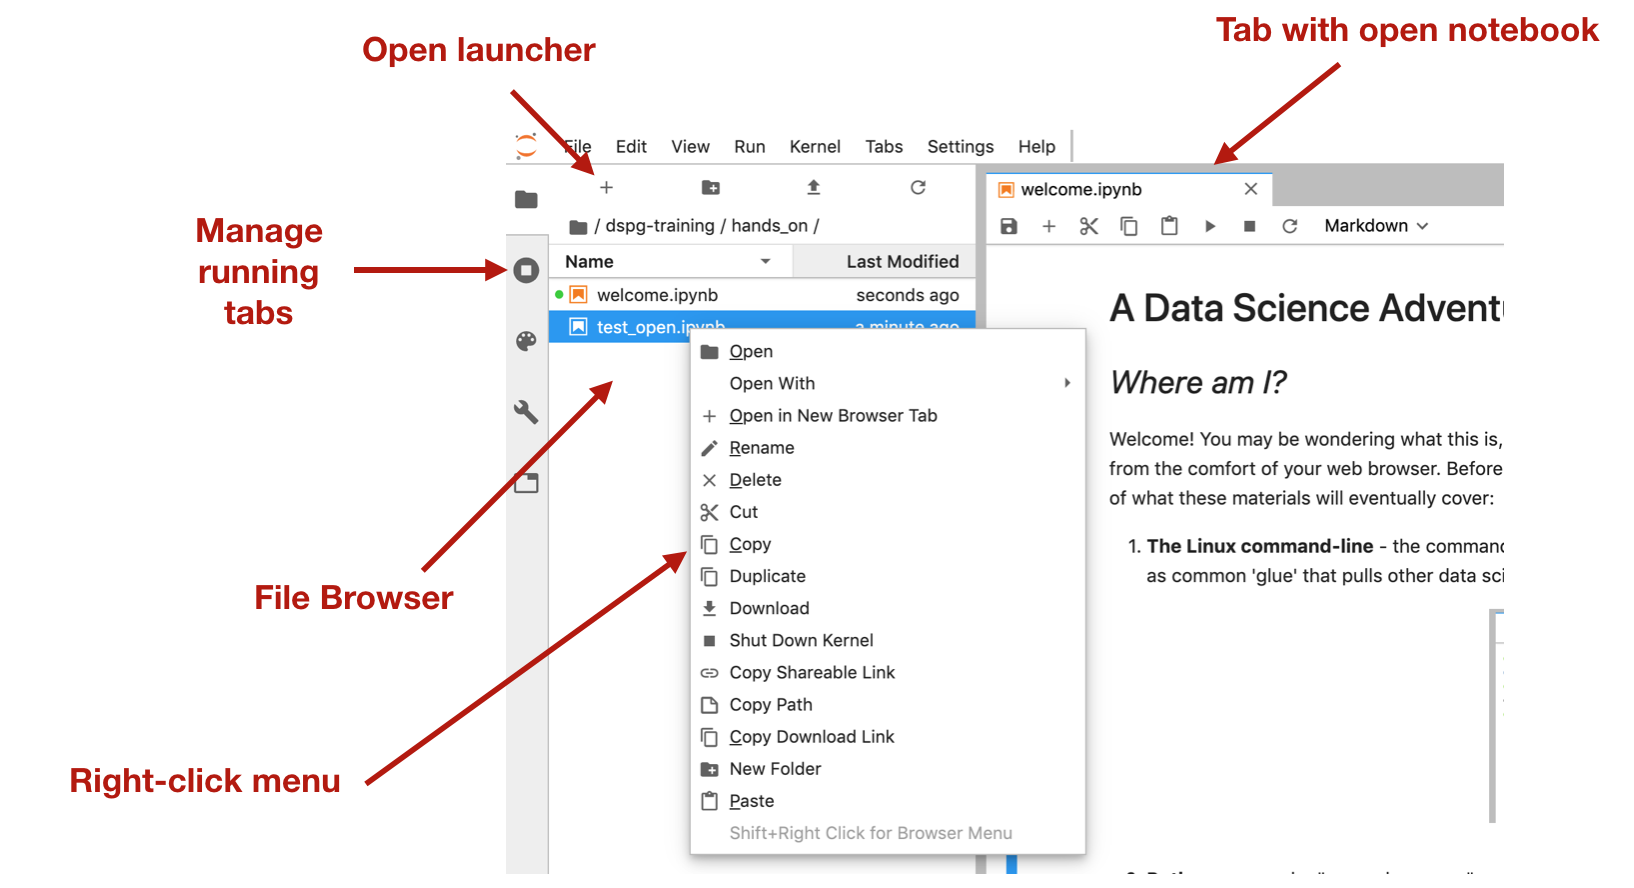 Open launcher
Tab with open notebook
File Edit View Run Kernel Tabs Settings Help
welcome.ipynb
/ dspg-training / hands_on /
Markdown
Manage
running
tabs
Name Last Modified
welcome.ipynb seconds ago
test_open.ipynb a minute ago
Open
Open With
Open in New Browser Tab
Rename
Delete
Cut
Copy
Duplicate
Download
Shut Down Kernel
Copy Shareable Link
Copy Path
Copy Download Link
New Folder
Paste
Shift+Right Click for Browser Menu
File Browser
Right-click menu
A Data Science Adventu
Where am I?
Welcome! You may be wondering what this is,
from the comfort of your web browser. Before
of what these materials will eventually cover:
1. The Linux command-line - the command
as common 'glue' that pulls other data sci